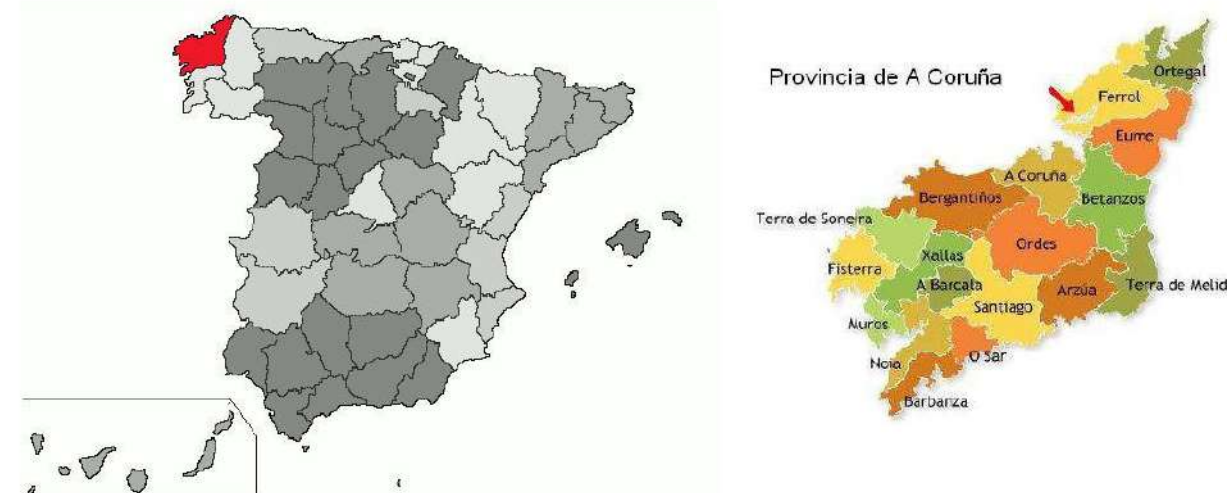 Provincia de A Coruña
Ortegal
Ferrol
Eume
A Coruña
Betanzos
Bergantiños
Terra de Soneira
Ordes
Xallas
Fisterra
A Barcala
Arzúa
Terra de Melid
Santiago
Muros
Noia
O Sar
Barbanza